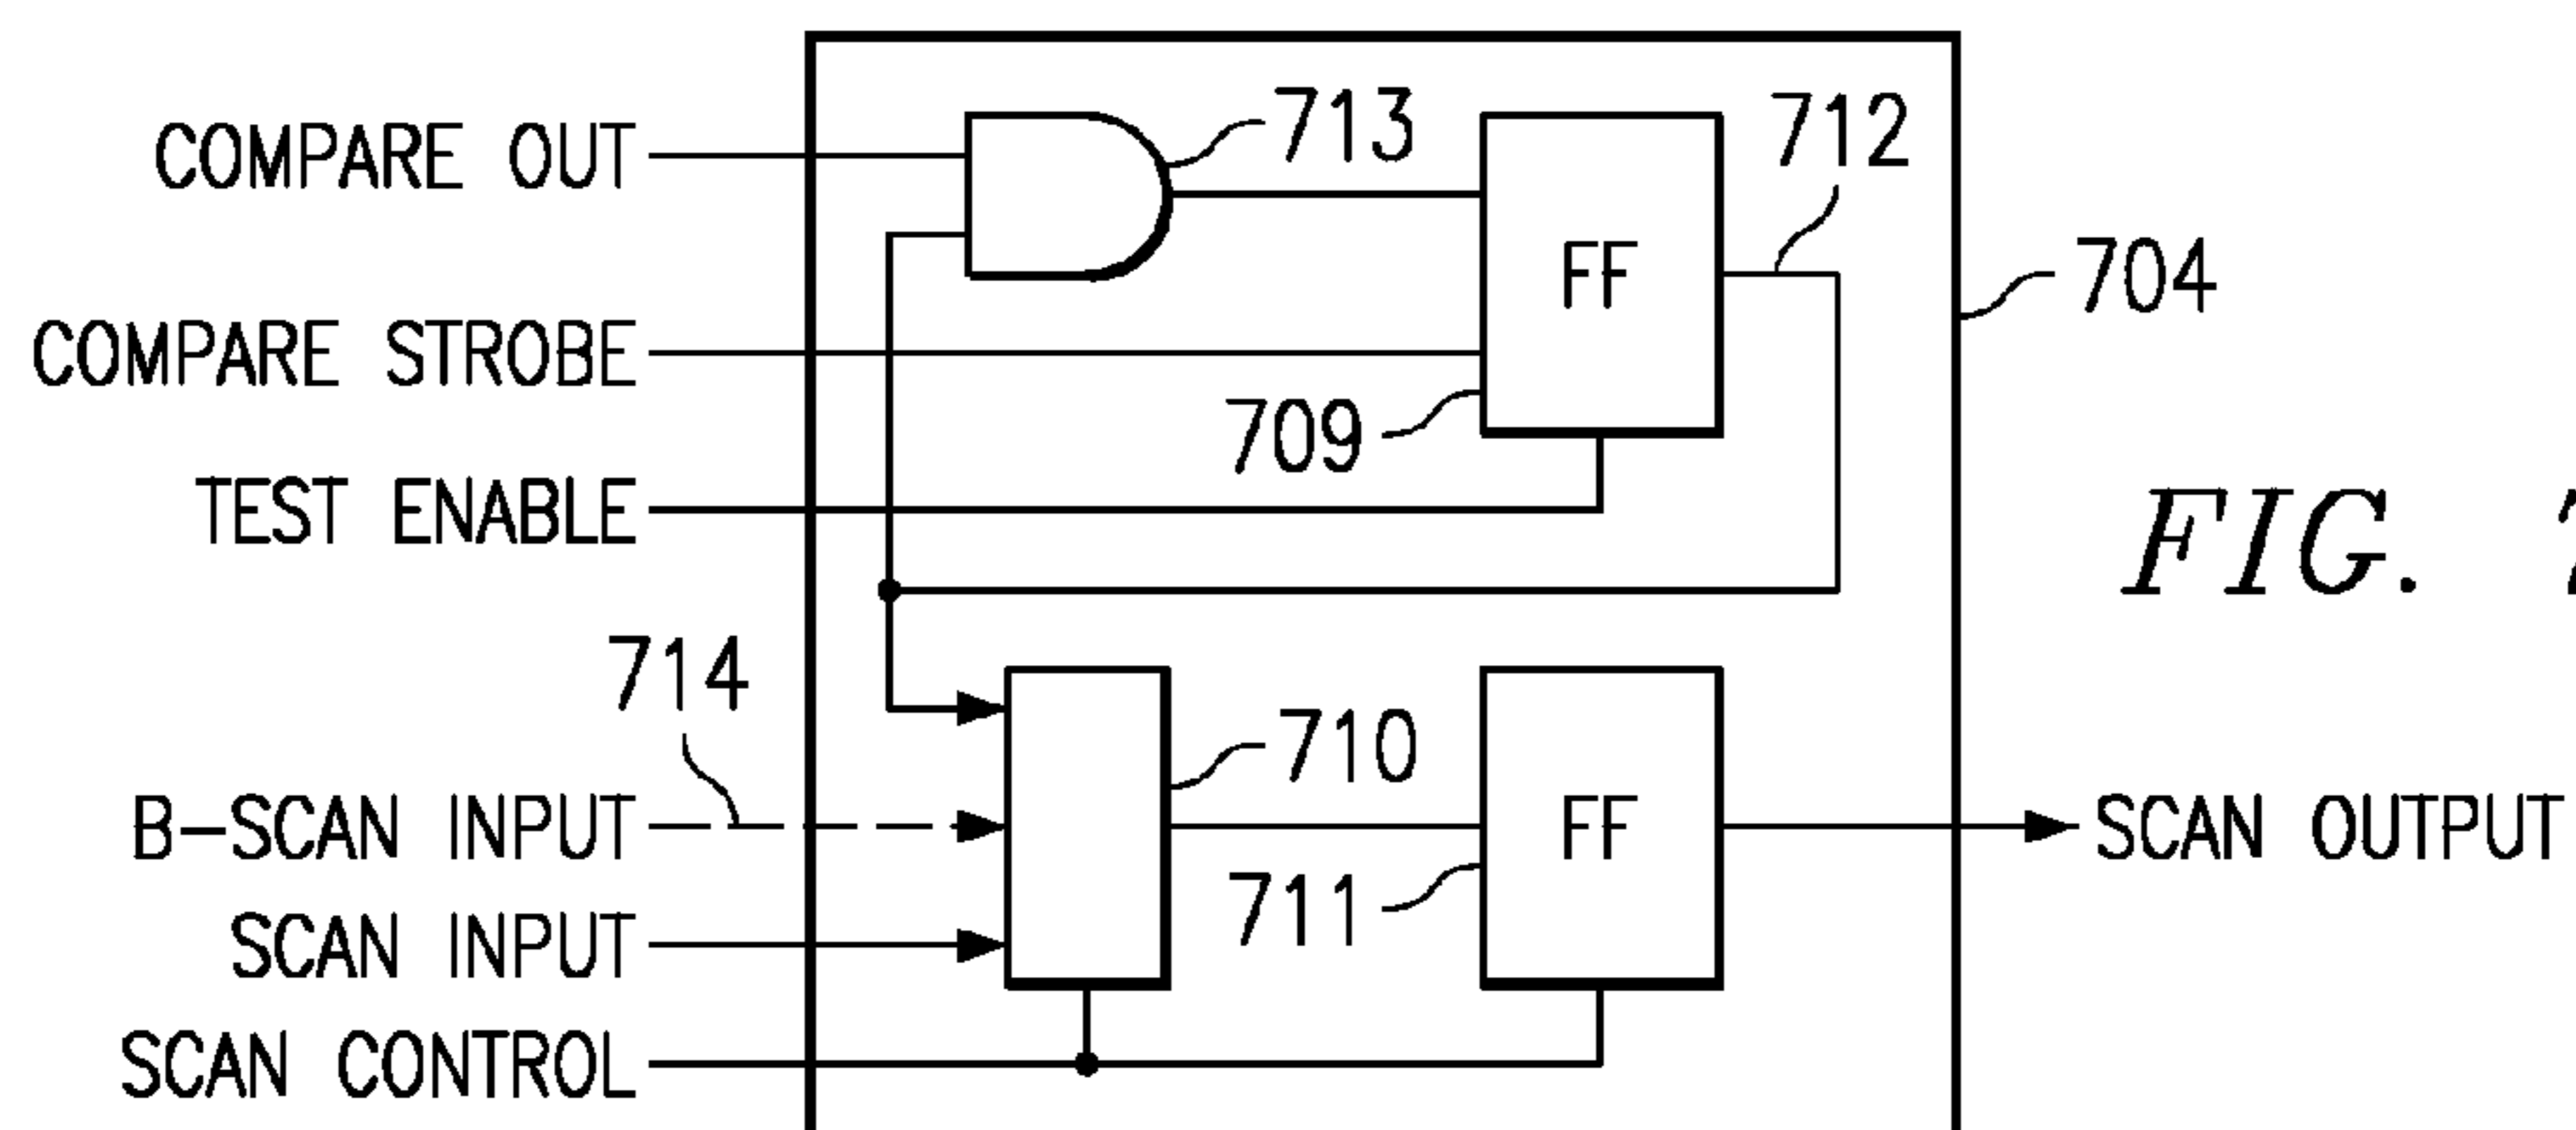 COMPARE OUT
713
712
FF
704
COMPARE STROBE
709
TEST ENABLE
FIG.
714
710
B-SCAN INPUT
FF
SCAN OUTPUT
711
SCAN INPUT
SCAN CONTROL